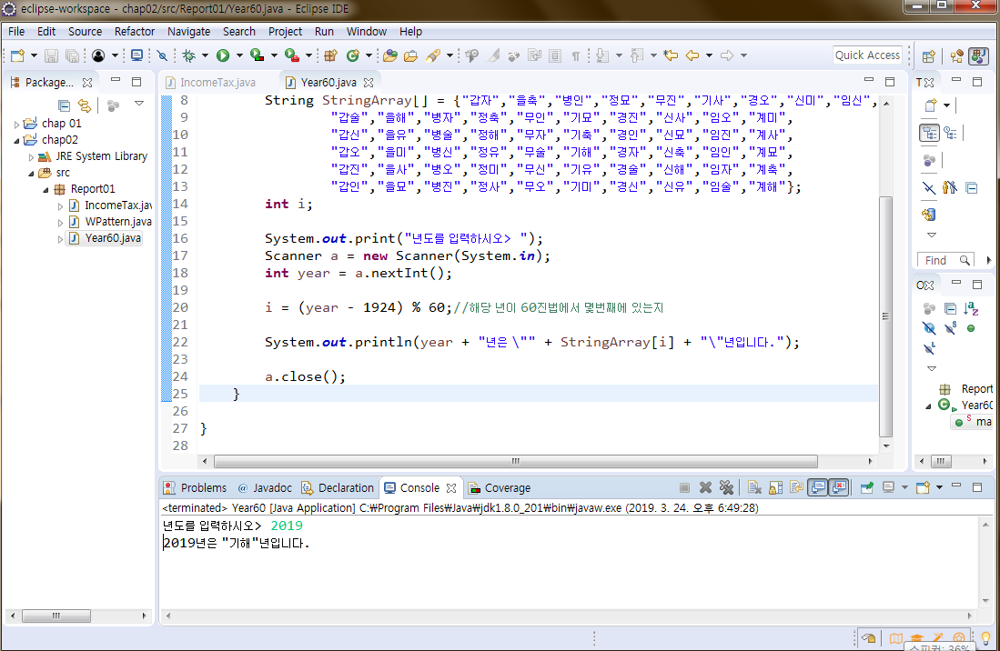 eclipse-workspace - chap02/src/Report01/Year60.java - Eclipse IDE
File Edit Source Refactor Navigate Search Project Run Window Help
Quick Access
Package...
IncomeTax.java
Year60.java
chap 01
chap02
JRE System Library
src
Report01
IncomeTax.jav
WPattern.java
Year60.java
8 String StringArray[] = {"갑자","을축","병인","정묘","무진","기사","경오","신미","임신",
9 "갑술","을해","병자","정축","무인","기묘","경진","신사","임오","계미",
10 "갑신","을유","병술","정해","무자","기축","경인","신묘","임진","계사",
11 "갑오","을미","병신","정유","무술","기해","경자","신축","임인","계묘",
12 "갑진","을사","병오","정미","무신","기유","경술","신해","임자","계축",
13 "갑인","을묘","병진","정사","무오","기미","경신","신유","임술","계해"};
14 int i;
15
16 System.out.print("년도를 입력하시오> ");
17 Scanner a = new Scanner(System.in);
18 int year = a.nextInt();
19
20 i = (year - 1924) % 60;//해당 년이 60진법에서 몇번째에 있는지
21
22 System.out.println(year + "년은 \"" + StringArray[i] + "\"년입니다.");
23
24 a.close();
25 }
26
27 }
28
T
Find
O
Report
Year60
S ma
Problems @ Javadoc Declaration Console Coverage
<terminated> Year60 [Java Application] C:￦Program Files￦Java￦jdk1.8.0_201￦bin￦javaw.exe (2019. 3. 24. 오후 6:49:28)
년도를 입력하시오> 2019
2019년은 "기해"년입니다.
스피커: 36%